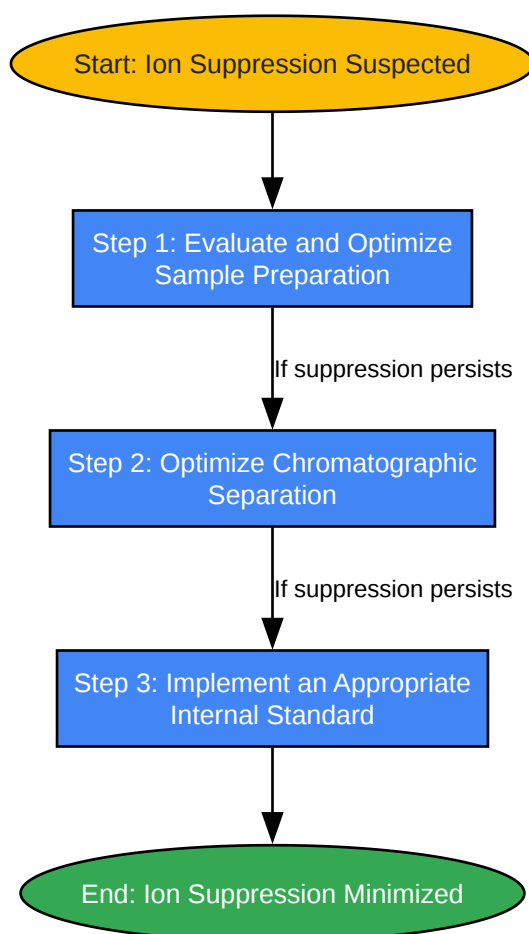 Start: Ion Suppression Suspected
Step 1: Evaluate and Optimize
Sample Preparation
If suppression persists
Step 2: Optimize Chromatographic
Separation
If suppression persists
Step 3: Implement an Appropriate
Internal Standard
End: Ion Suppression Minimized